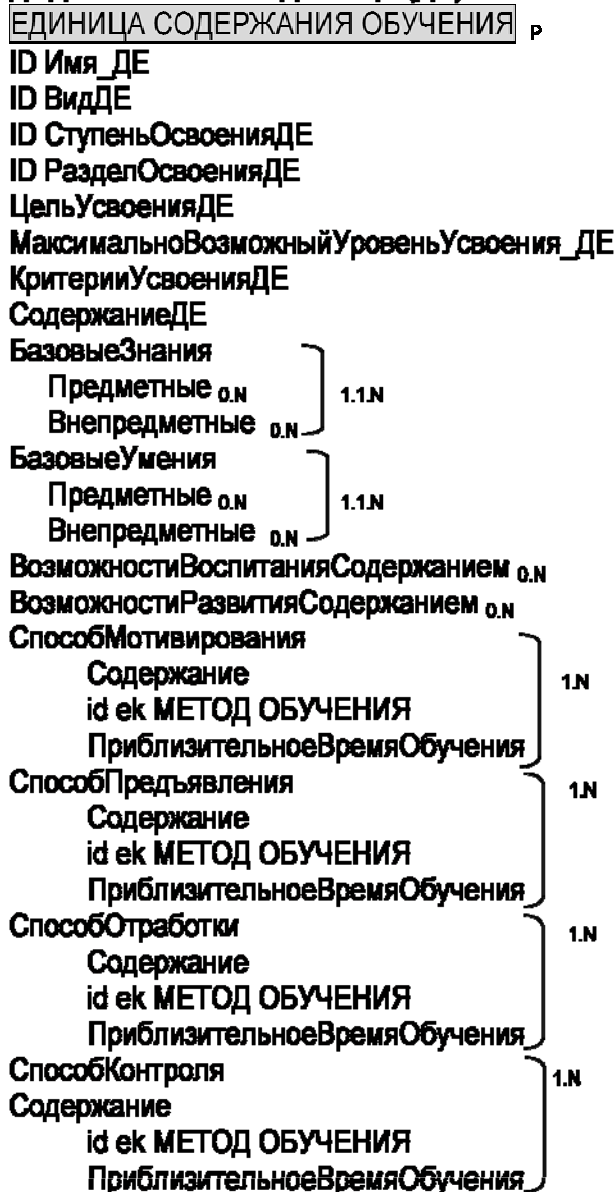 ЕДИНИЦА СОДЕРЖАНИЯ ОБУЧЕНИЯ P
ID Имя_ДЕ
ID ВидДЕ
ID СтупеньОсвоенияДЕ
ID РазделОсвоенияДЕ
ЦельУсвоенияДЕ
МаксимальноВозможныйУровеньУсвоения_ДЕ
КритерииУсвоенияДЕ
СодержаниеДЕ
БазовыеЗнания
Предметные 0.N 1.1.N
Внепредметные 0.N
БазовыеУмения
Предметные 0.N 1.1.N
Внепредметные 0.N
ВозможностиВоспитанияСодержанием 0.N
ВозможностиРазвитияСодержанием 0.N
СпособМотивирования
Содержание 1.N
id ek МЕТОД ОБУЧЕНИЯ
ПриблизительноеВремяОбучения
СпособПредъявления 1.N
Содержание
id ek МЕТОД ОБУЧЕНИЯ
ПриблизительноеВремяОбучения
СпособОтработки 1.N
Содержание
id ek МЕТОД ОБУЧЕНИЯ
ПриблизительноеВремяОбучения
СпособКонтроля 1.N
Содержание
id ek МЕТОД ОБУЧЕНИЯ
ПриблизительноеВремяОбучения